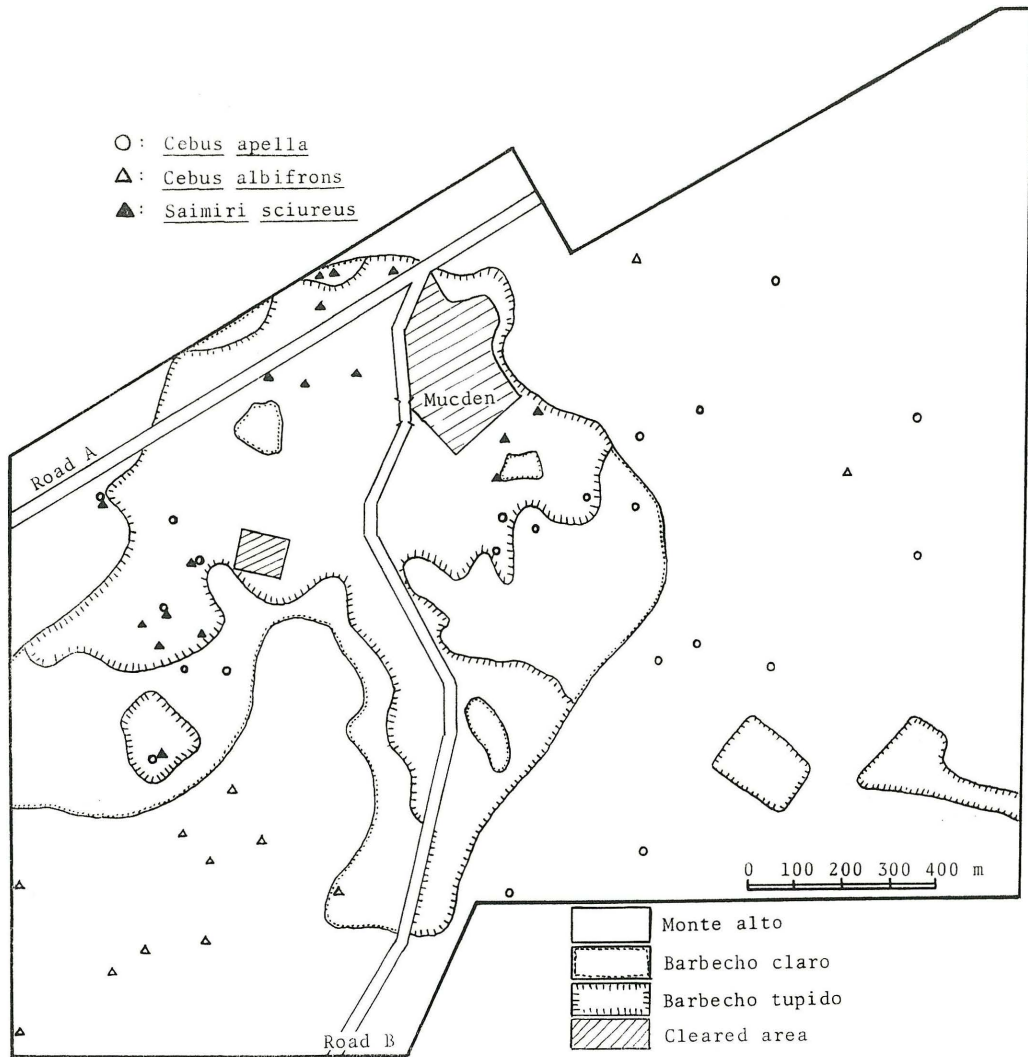 O: Cebus apella
△: Cebus albifrons
▲: Saimiri sciureus
Mucden
Road A
0 100 200 300 400 m
Monte alto
Barbecho claro
Barbecho tupido
Cleared area
Road B